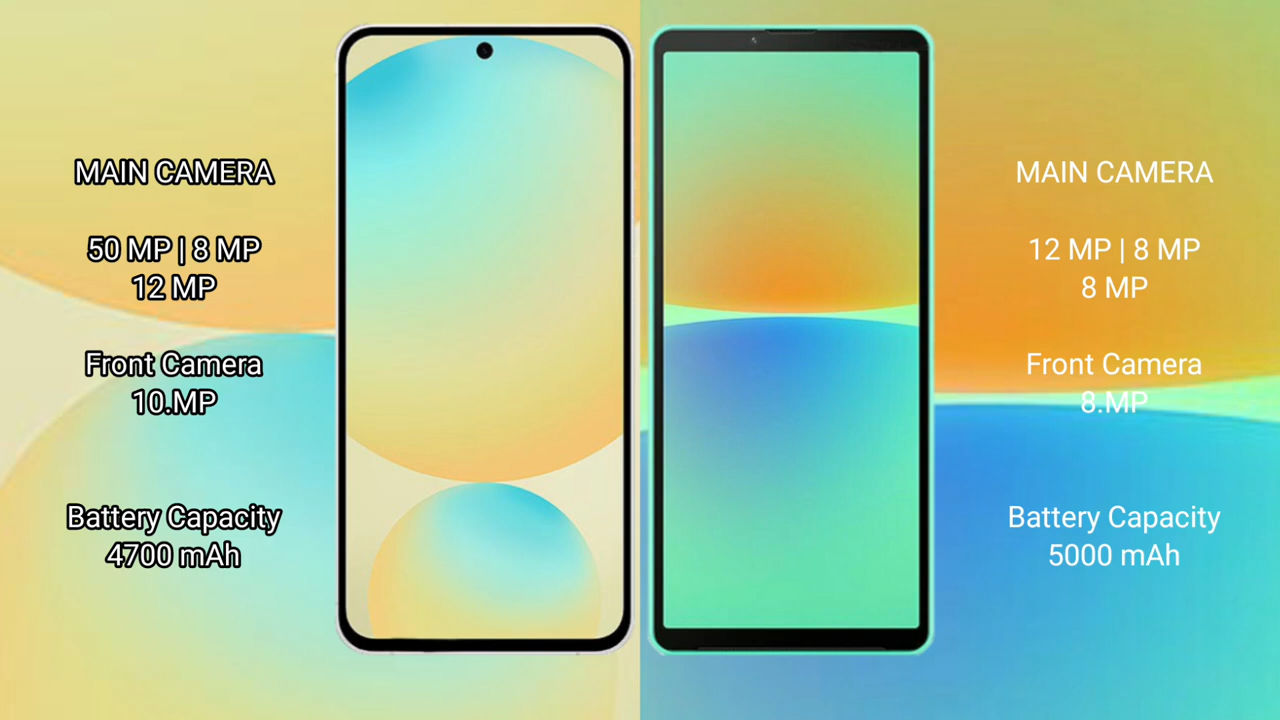 MAIN CAMERA
50 MP | 8 MP
12 MP
Front Camera
10.MP
Battery Capacity
4700 mAh
MAIN CAMERA
12 MP | 8 MP
8 MP
Front Camera
8.MP
Battery Capacity
5000 mAh